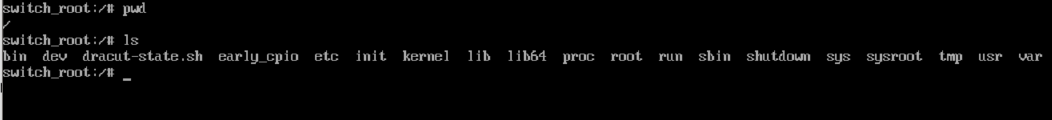 switch_root:/# pwd
/
switch_root:/# ls
bin dev dracut-state.sh early_cpio etc init kernel lib lib64 proc root run sbin shutdown sys sysroot tmp usr var
switch_root:/# _